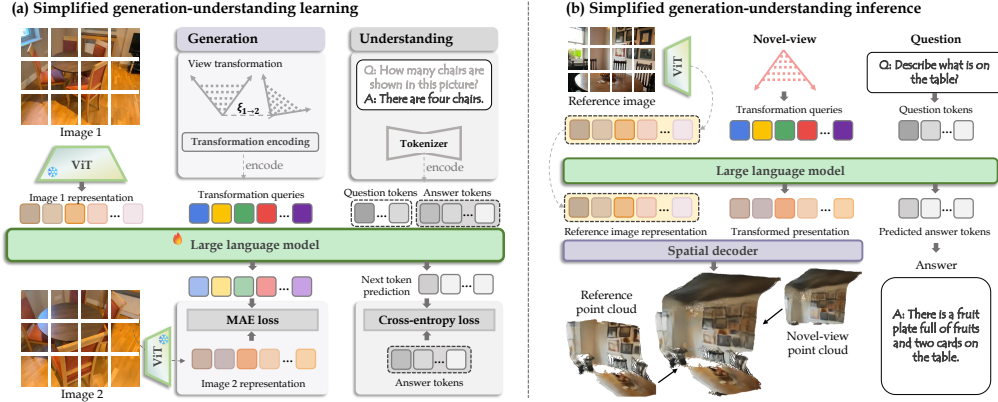 (a) Simplified generation-understanding learning
Generation
Understanding
View transformation
ξ1→2
Transformation encoding
encode
Q: How many chairs are
shown in this picture?
A: There are four chairs.
Tokenizer
encode
Image 1
ViT
Image 1 representation
Transformation queries
Question tokens
Answer tokens
Large language model
Next token
prediction
MAE loss
Cross-entropy loss
ViT
Image 2 representation
Answer tokens
Image 2
(b) Simplified generation-understanding inference
ViT
Reference image
Novel-view
Transformation queries
Question
Q: Describe what is on
the table?
Question tokens
Large language model
Reference image representation
Transformed presentation
Predicted answer tokens
Spatial decoder
Answer
Reference
point cloud
Novel-view
point cloud
A: There is a fruit
plate full of fruits
and two cards on
the table.